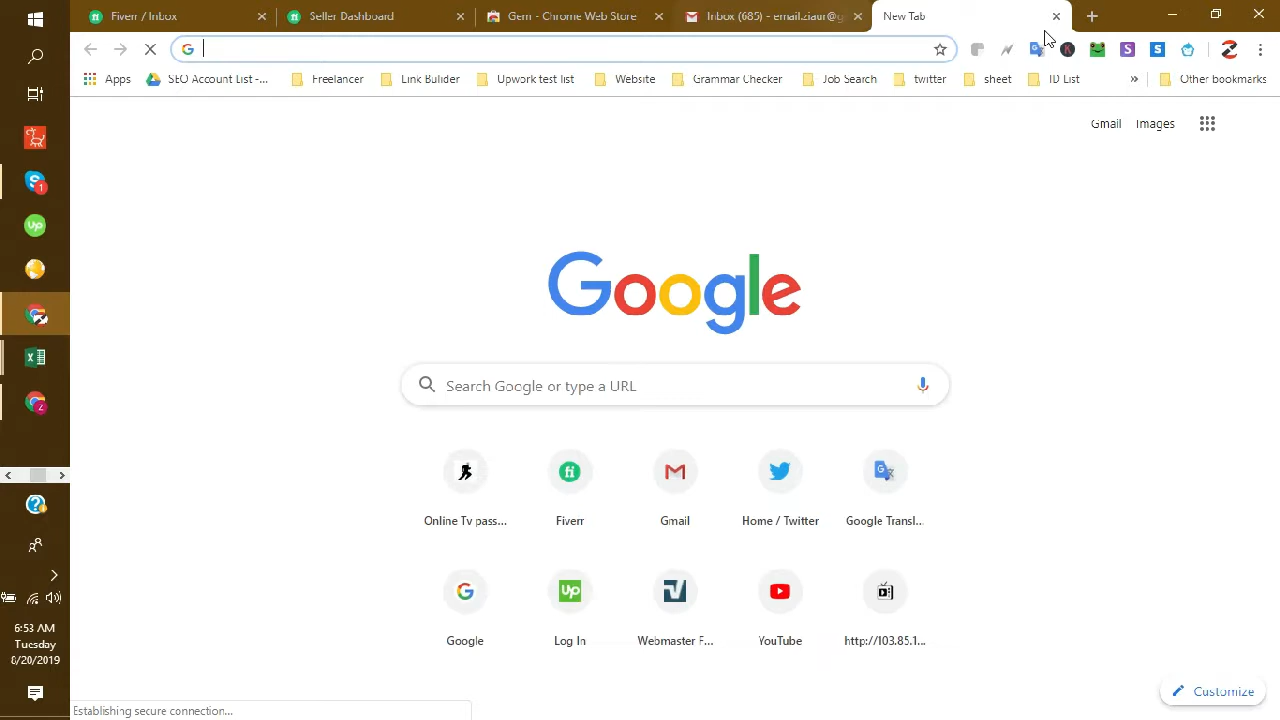 Fiverr / Inbox
Seller Dashboard
Gem - Chrome Web Store
Inbox (685) - email.ziaur@g
New Tab
Apps
SEO Account List -...
Freelancer
Link Builder
Upwork test list
Website
Grammar Checker
Job Search
twitter
sheet
ID List
»
Other bookmarks
Gmail
Images
Google
Search Google or type a URL
Online Tv pass...
Fiverr
Gmail
Home / Twitter
Google Transl...
Google
Log In
Webmaster F...
YouTube
http://103.85.1...
6:53 AM
Tuesday
8/20/2019
Customize
Establishing secure connection...